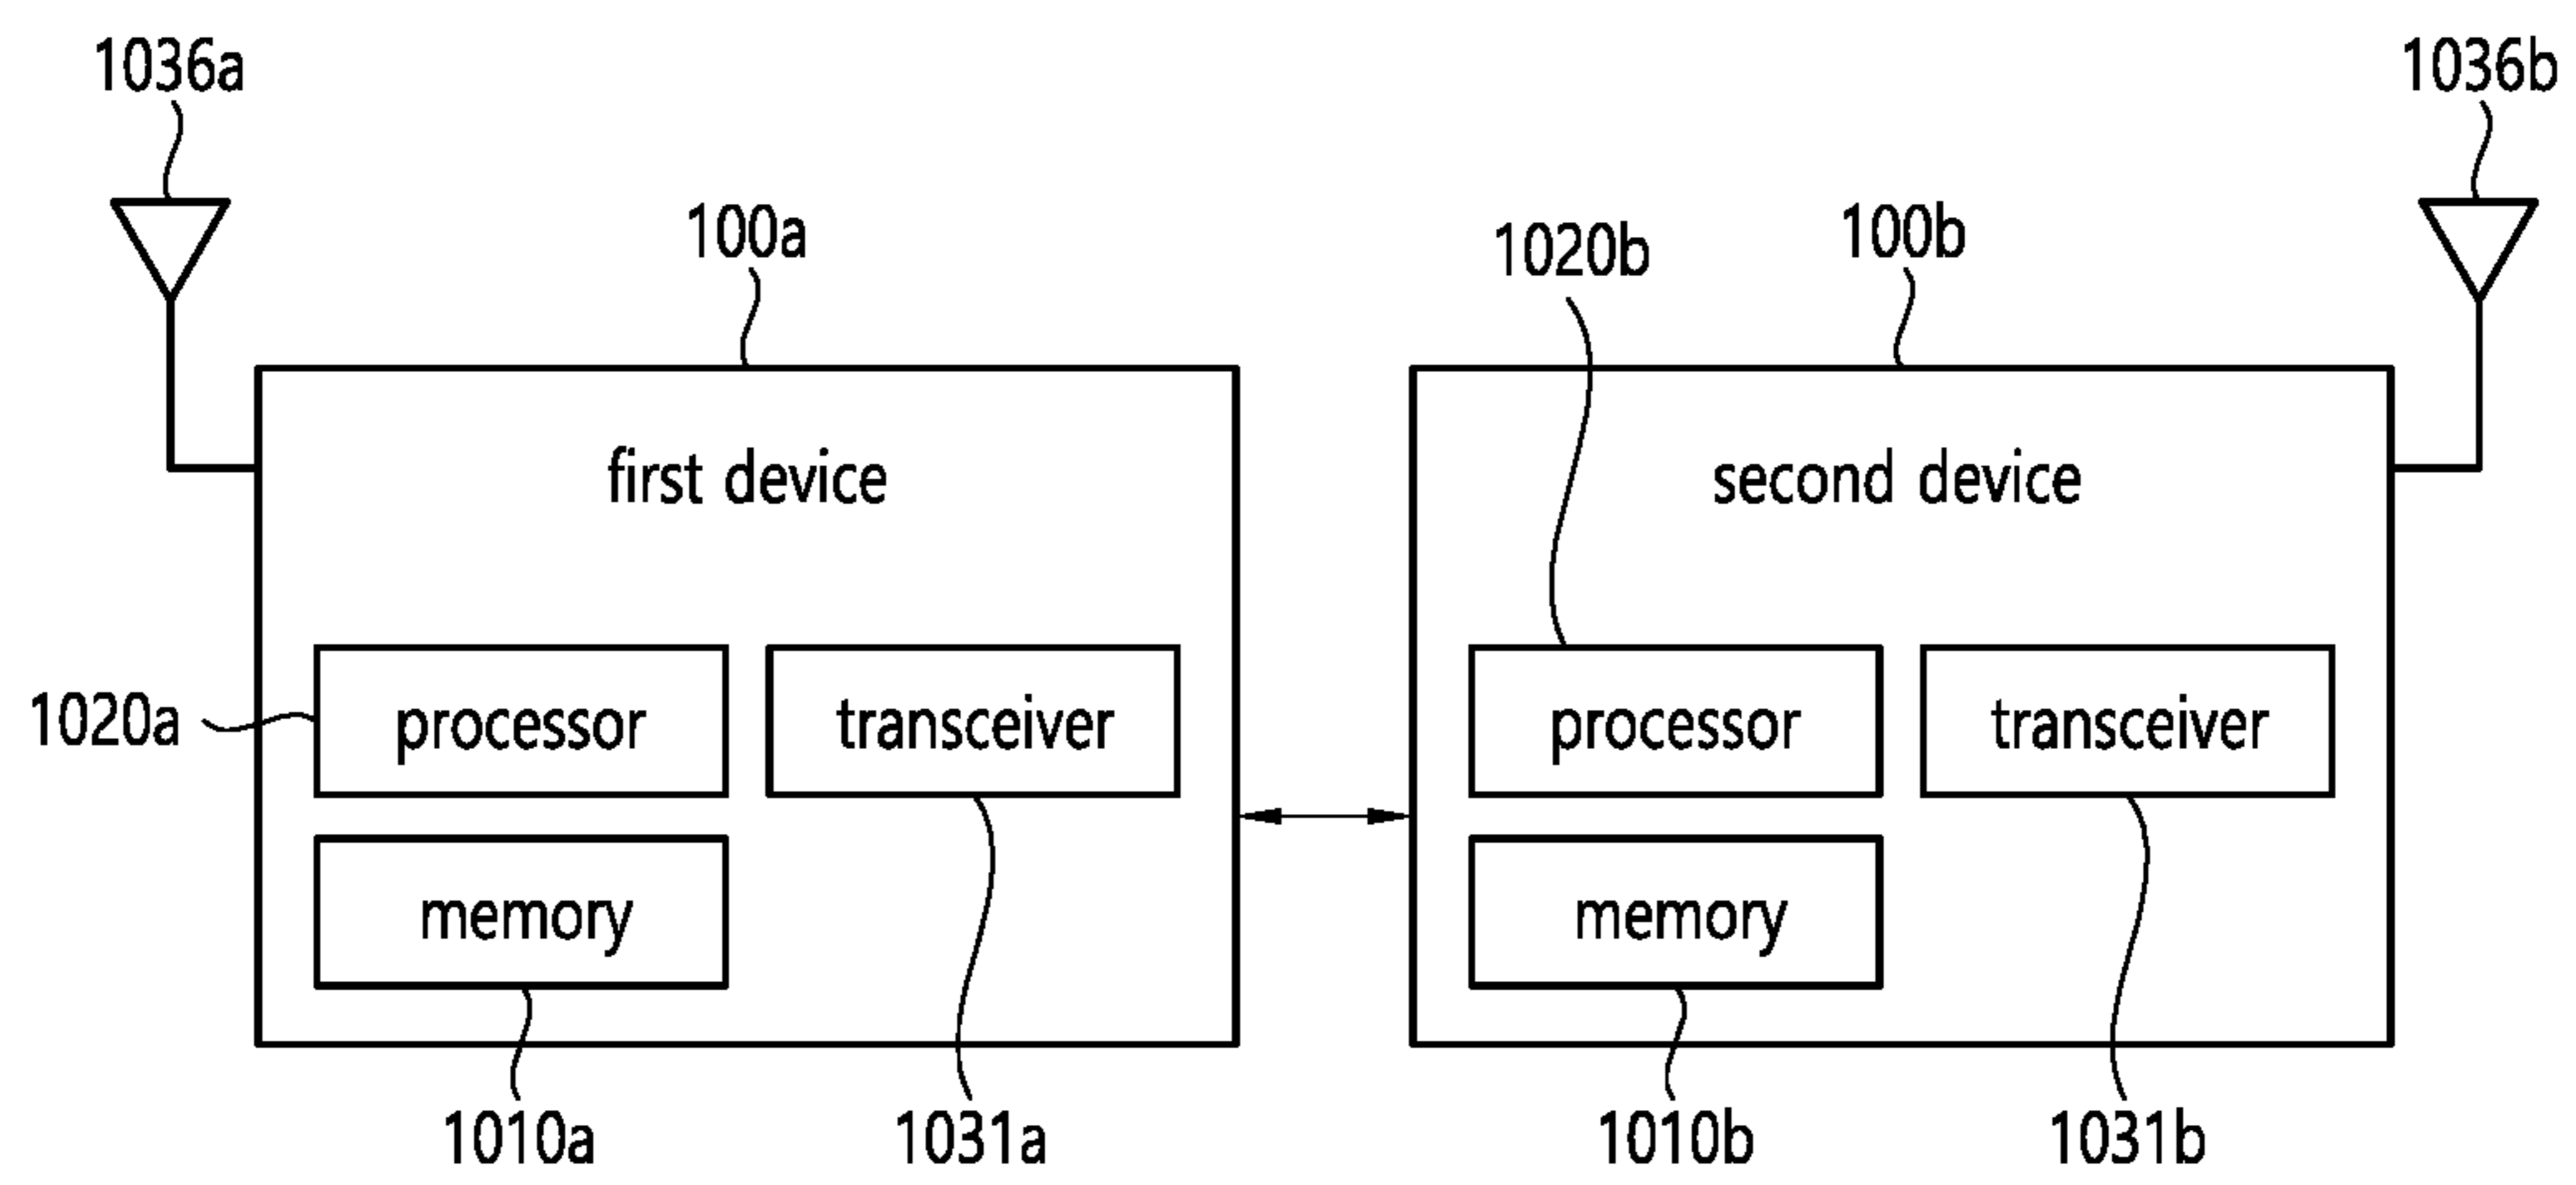 1036a
1036b
100a
1020b
100b
first device
second device
1020a
processor
transceiver
processor
transceiver
memory
memory
1010a
1031a
1010b
1031b